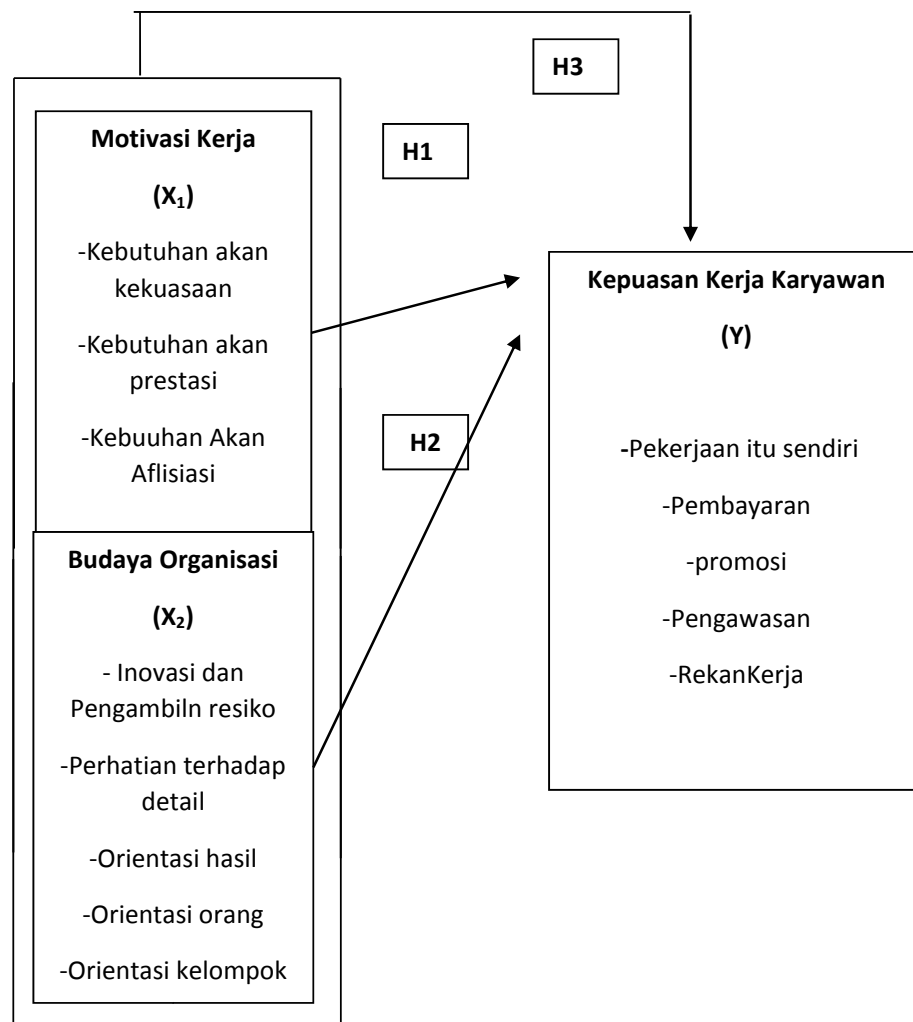 H3
H1
Motivasi Kerja
(X₁)
-Kebutuhan akan
kekuasaan
-Kebutuhan akan
prestasi
-Kebuuhan Akan
Aflisiasi
H2
Budaya Organisasi
(X₂)
- Inovasi dan
Pengambiln resiko
-Perhatian terhadap
detail
-Orientasi hasil
-Orientasi orang
-Orientasi kelompok
Kepuasan Kerja Karyawan
(Y)
-Pekerjaan itu sendiri
-Pembayaran
-promosi
-Pengawasan
-RekanKerja